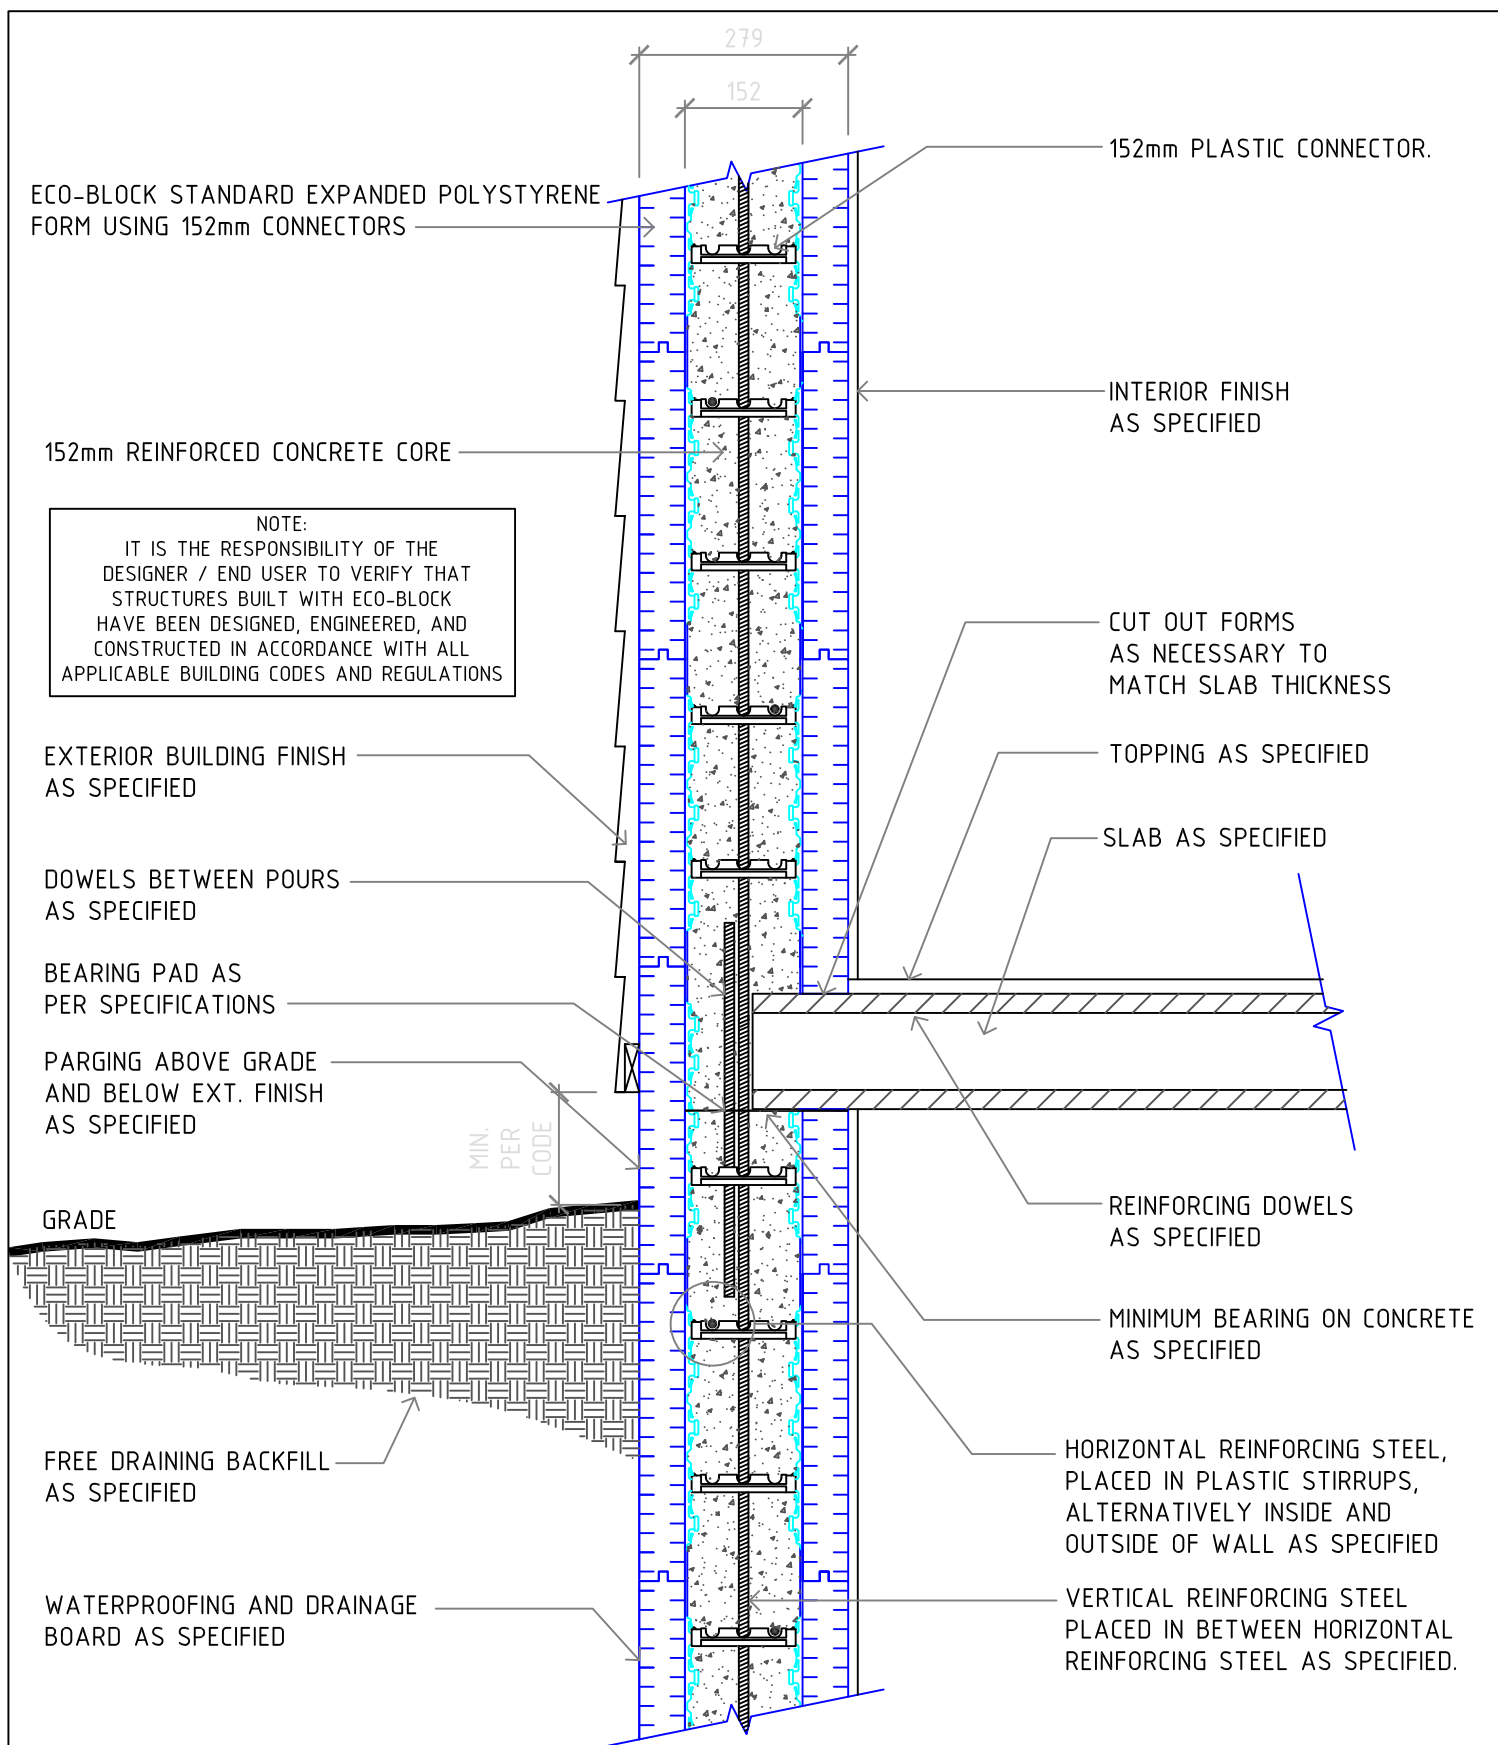 279
152
152mm PLASTIC CONNECTOR.
ECO-BLOCK STANDARD EXPANDED POLYSTYRENE
FORM USING 152mm CONNECTORS
INTERIOR FINISH
AS SPECIFIED
152mm REINFORCED CONCRETE CORE
NOTE:
IT IS THE RESPONSIBILITY OF THE
DESIGNER / END USER TO VERIFY THAT
STRUCTURES BUILT WITH ECO-BLOCK
HAVE BEEN DESIGNED, ENGINEERED, AND
CONSTRUCTED IN ACCORDANCE WITH ALL
APPLICABLE BUILDING CODES AND REGULATIONS
CUT OUT FORMS
AS NECESSARY TO
MATCH SLAB THICKNESS
EXTERIOR BUILDING FINISH
AS SPECIFIED
TOPPING AS SPECIFIED
SLAB AS SPECIFIED
DOWELS BETWEEN POURS
AS SPECIFIED
BEARING PAD AS
PER SPECIFICATIONS
PARGING ABOVE GRADE
AND BELOW EXT. FINISH
AS SPECIFIED
MIN.
PER
CODE
GRADE
REINFORCING DOWELS
AS SPECIFIED
MINIMUM BEARING ON CONCRETE
AS SPECIFIED
FREE DRAINING BACKFILL
AS SPECIFIED
HORIZONTAL REINFORCING STEEL,
PLACED IN PLASTIC STIRRUPS,
ALTERNATIVELY INSIDE AND
OUTSIDE OF WALL AS SPECIFIED
WATERPROOFING AND DRAINAGE
BOARD AS SPECIFIED
VERTICAL REINFORCING STEEL
PLACED IN BETWEEN HORIZONTAL
REINFORCING STEEL AS SPECIFIED.